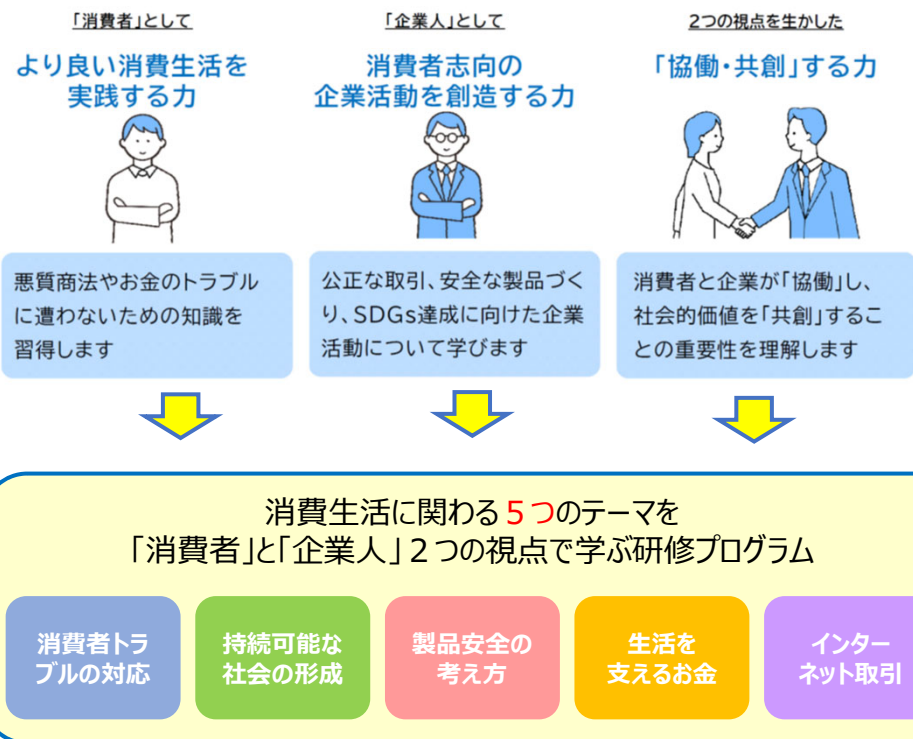 「消費者」として
より良い消費生活を
実践する力
悪質商法やお金のトラブル
に遭わないための知識を
習得します
「企業人」として
消費者志向の
企業活動を創造する力
公正な取引、安全な製品づく
り、SDGs達成に向けた企業
活動について学びます
2つの視点を生かした
「協働・共創」する力
消費者と企業が「協働」し、
社会的価値を「共創」するこ
との重要性を理解します
消費生活に関わる５つのテーマを
「消費者」と「企業人」２つの視点で学ぶ研修プログラム
消費者トラ
ブルの対応
持続可能な
社会の形成
製品安全の
考え方
生活を
支えるお金
インター
ネット取引